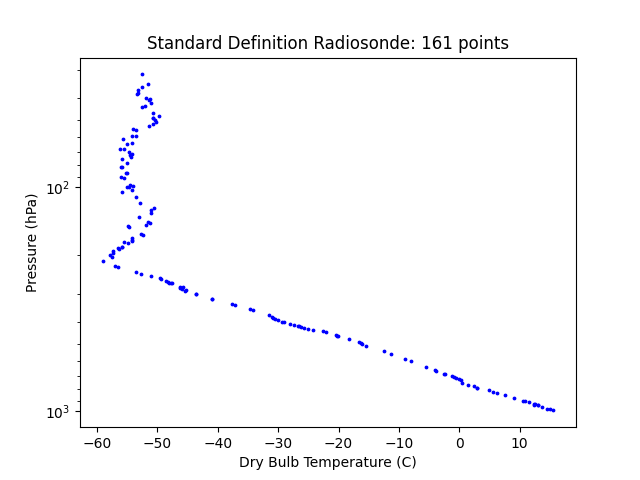 Standard Definition Radiosonde: 161 points
Pressure (hPa)
10²
10³
−60 −50 −40 −30 −20 −10 0 10
Dry Bulb Temperature (C)